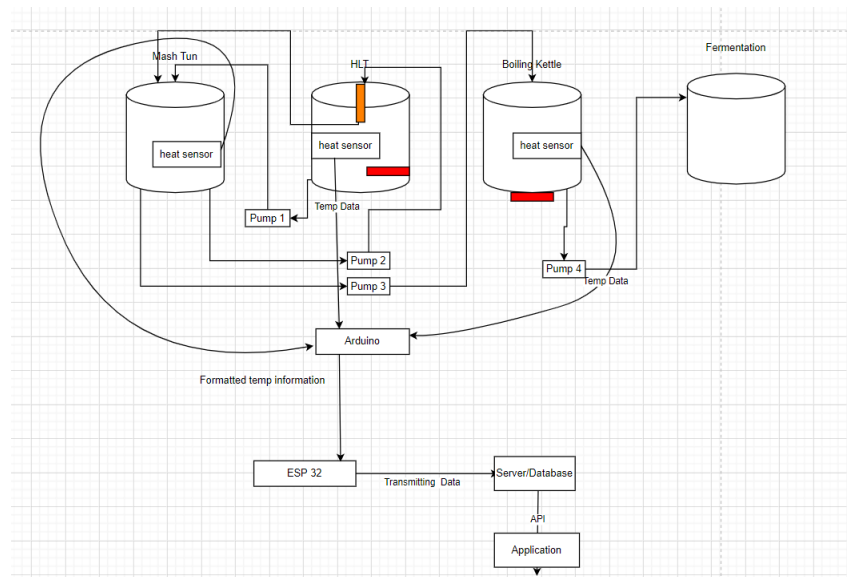 Mash Tun
HLT
Boiling Kettle
Fermentation
heat sensor
heat sensor
heat sensor
Temp Data
Pump 1
Pump 2
Pump 3
Pump 4
Temp Data
Arduino
Formatted temp information
ESP 32
Transmitting Data
Server/Database
API
Application